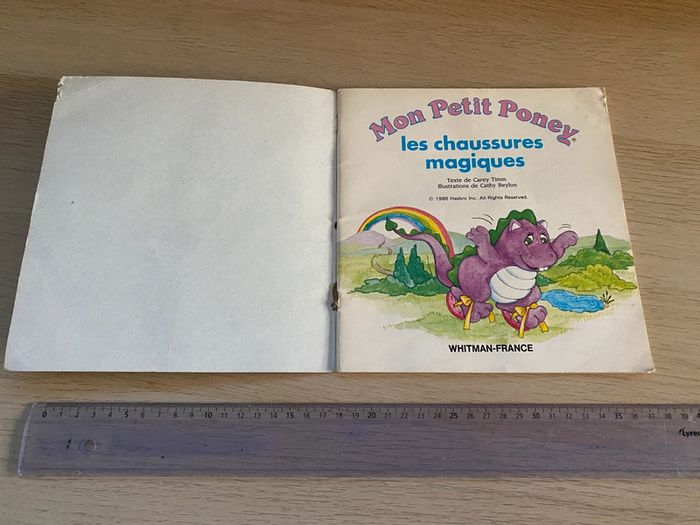 Mon Petit Poney®
les chaussures
magiques
Texte de Carey Timm
Illustrations de Cathy Beylon
© 1986 Hasbro Inc. All Rights Reserved.
WHITMAN-FRANCE
0 1 2 3 4 5 6 7 8 9 10 11 12 13 14 15 16 17 18 19 20 21 22 23 24 25 26 27 28 29 30 31 32 33 34 35 36 37 38 39